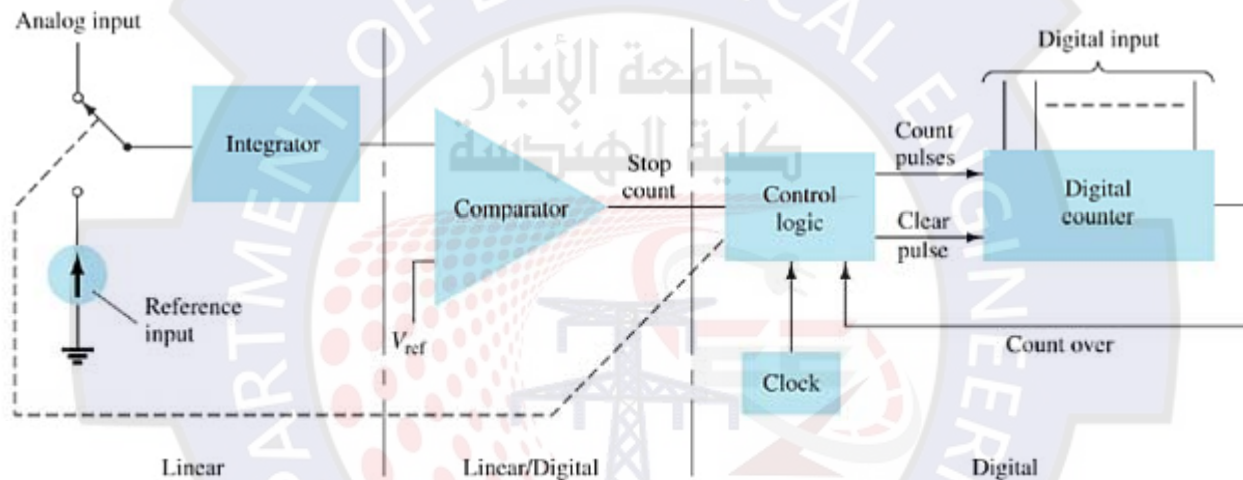 Analog input
Digital input
جامعة الأنبار
كلية الهندسة
Integrator
Comparator
Stop
count
Control
logic
Count
pulses
Clear
pulse
Digital
counter
Reference
input
V_ref
Clock
Count over
Linear
Linear/Digital
Digital